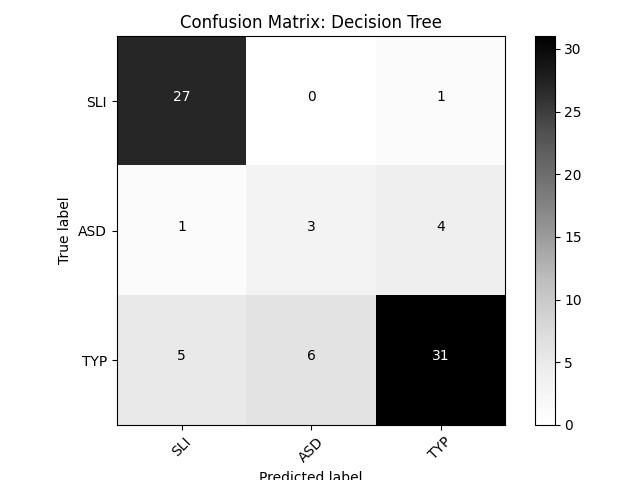 Confusion Matrix: Decision Tree
True label
SLI
ASD
TYP
27 0 1
1 3 4
5 6 31
SLI ASD TYP
Predicted label
30
25
20
15
10
5
0